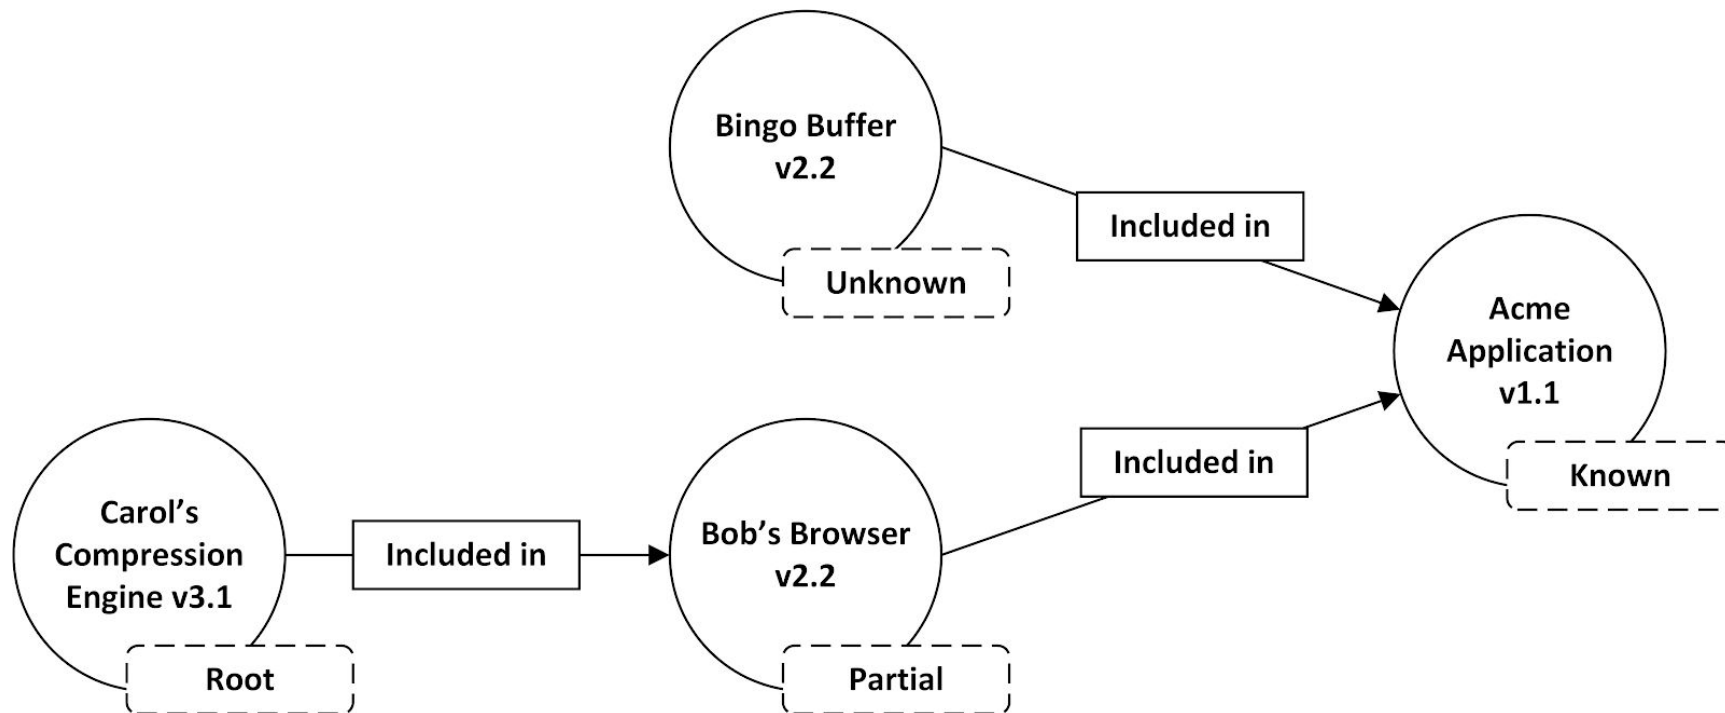 Bingo Buffer
v2.2
Unknown
Included in
Acme
Application
v1.1
Known
Included in
Carol’s
Compression
Engine v3.1
Root
Included in
Bob’s Browser
v2.2
Partial